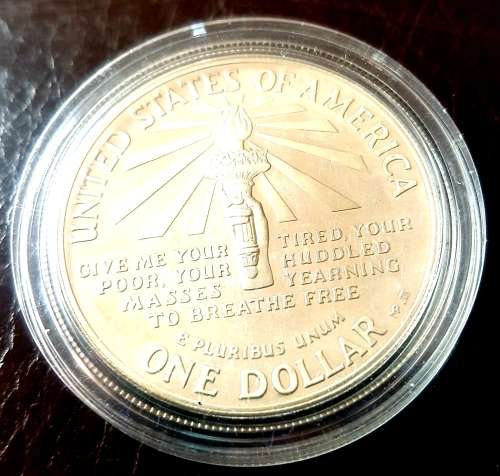 UNITED STATES OF AMERICA
GIVE ME YOUR TIRED, YOUR
POOR, YOUR HUDDLED
MASSES YEARNING
TO BREATHE FREE
E PLURIBUS UNUM
ONE DOLLAR